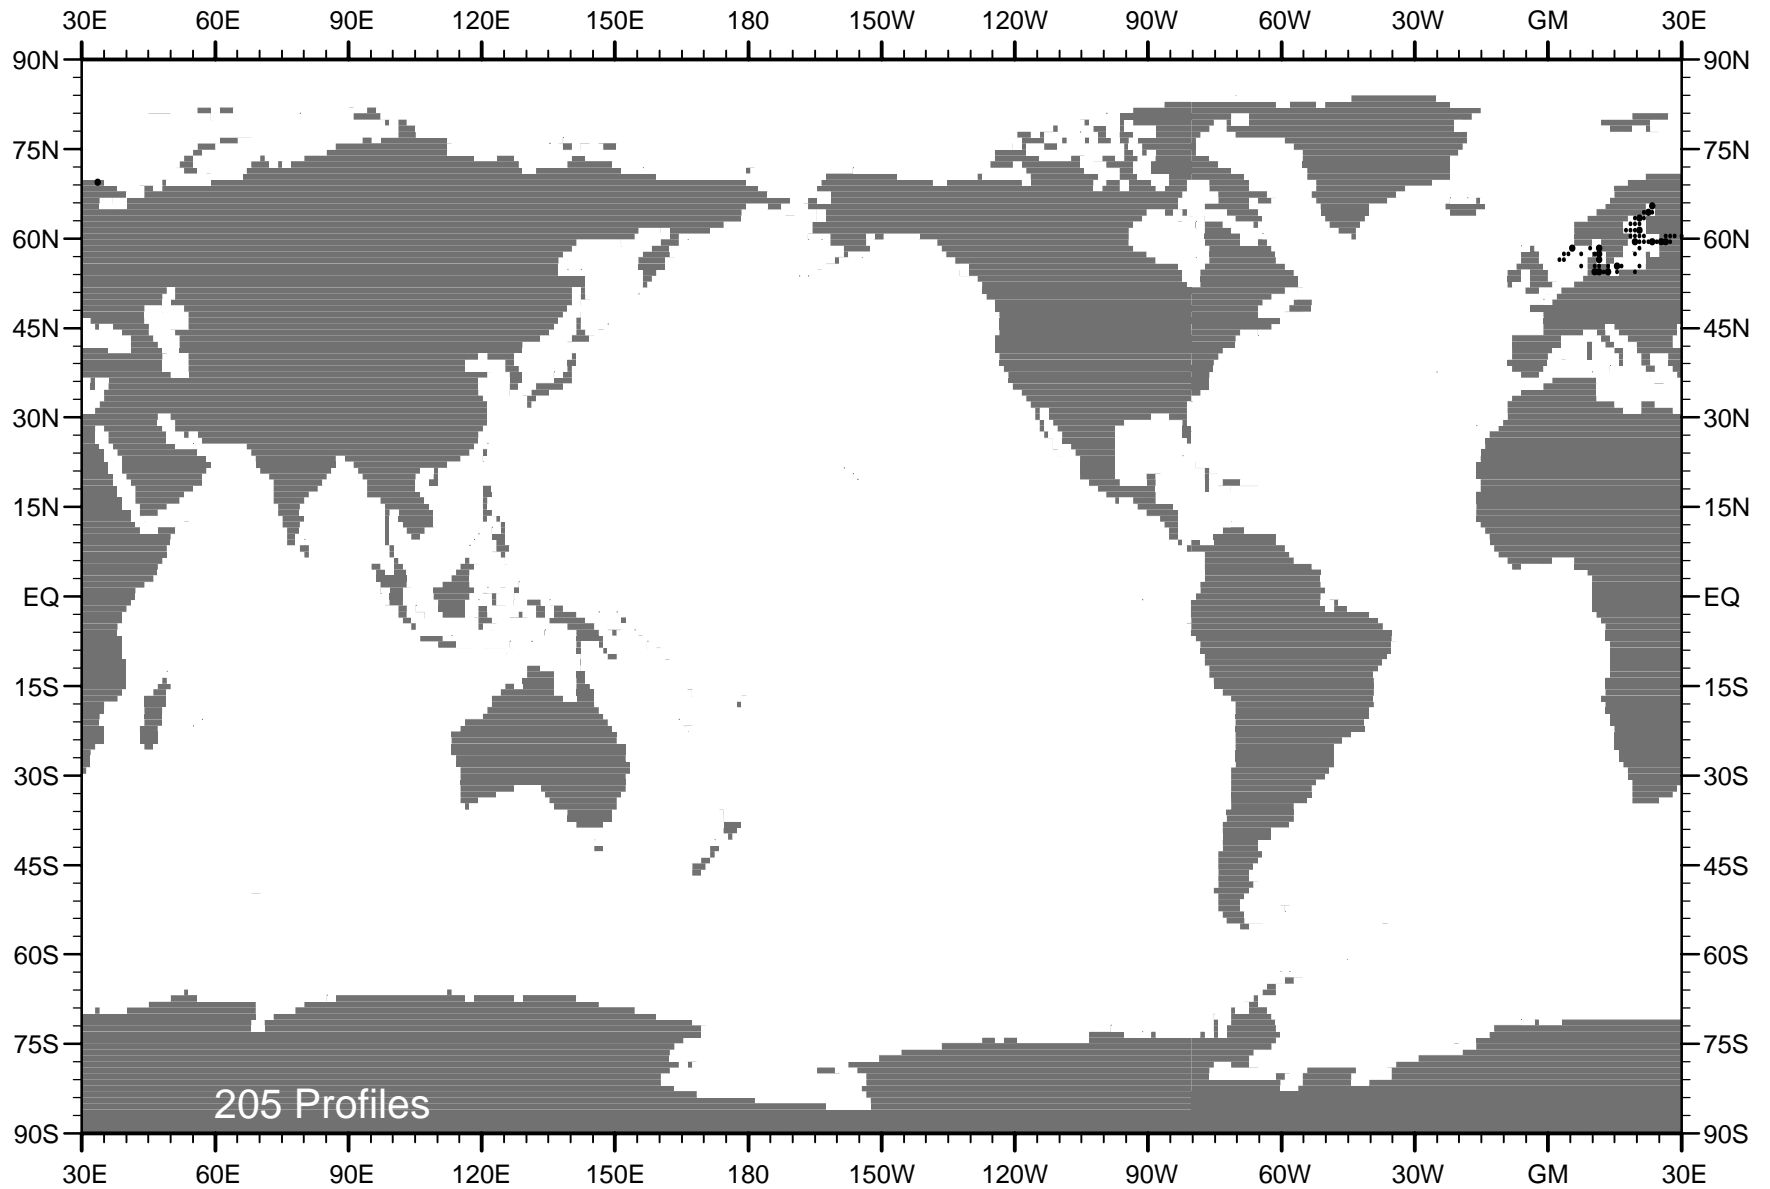 30E 60E 90E 120E 150E 180 150W 120W 90W 60W 30W GM 30E
90N 90N
75N 75N
60N 60N
45N 45N
30N 30N
15N 15N
EQ EQ
15S 15S
30S 30S
45S 45S
60S 60S
75S 75S
205 Profiles
90S 90S
30E 60E 90E 120E 150E 180 150W 120W 90W 60W 30W GM 30E